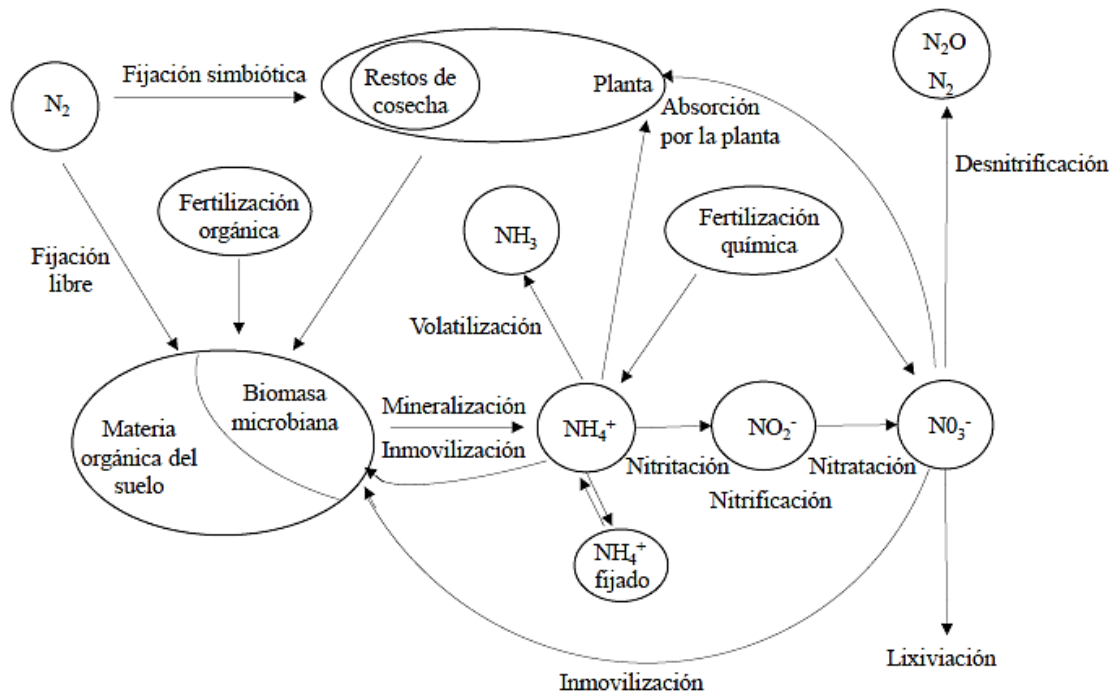 N₂O
N₂
Fijación simbiótica
Restos de
cosecha
Planta
N₂
Absorción
por la planta
Desnitrificación
Fertilización
orgánica
Fertilización
química
NH₃
Fijación
libre
Volatilización
Biomasa
microbiana
Mineralización
Materia
orgánica del
suelo
NH₄⁺
NO₂⁻
N0₃⁻
Inmovilización
Nitritación
Nitratación
Nitrificación
NH₄⁺
fijado
Lixiviación
Inmovilización